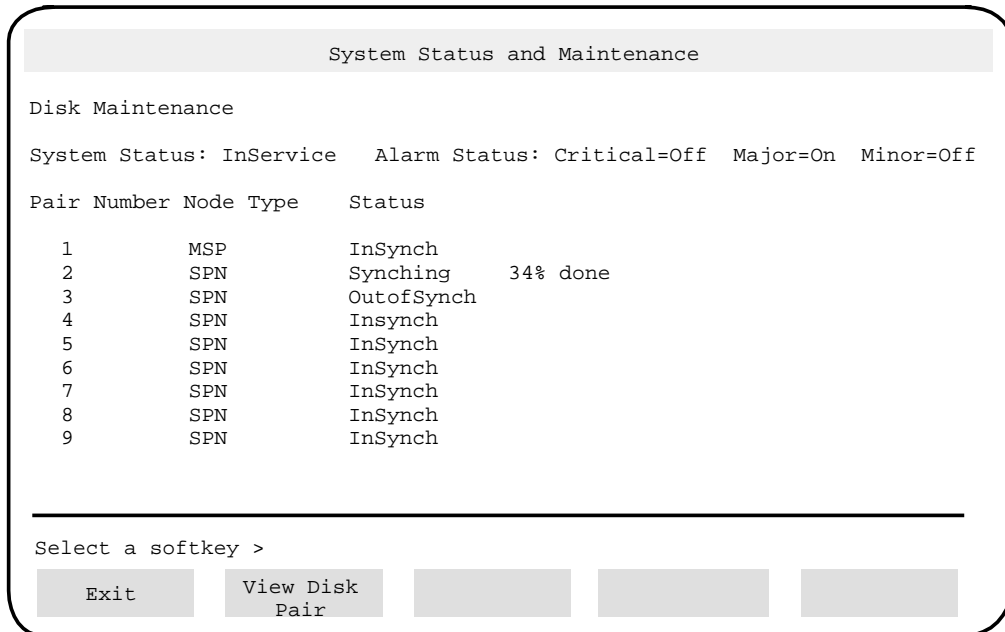 System Status and Maintenance
Disk Maintenance
System Status: InService   Alarm Status: Critical=Off  Major=On  Minor=Off
Pair Number Node Type    Status
1    MSP    InSynch
2    SPN    Synching    34% done
3    SPN    OutofSynch
4    SPN    Insynch
5    SPN    InSynch
6    SPN    InSynch
7    SPN    InSynch
8    SPN    InSynch
9    SPN    InSynch
Select a softkey >
Exit
View Disk
Pair